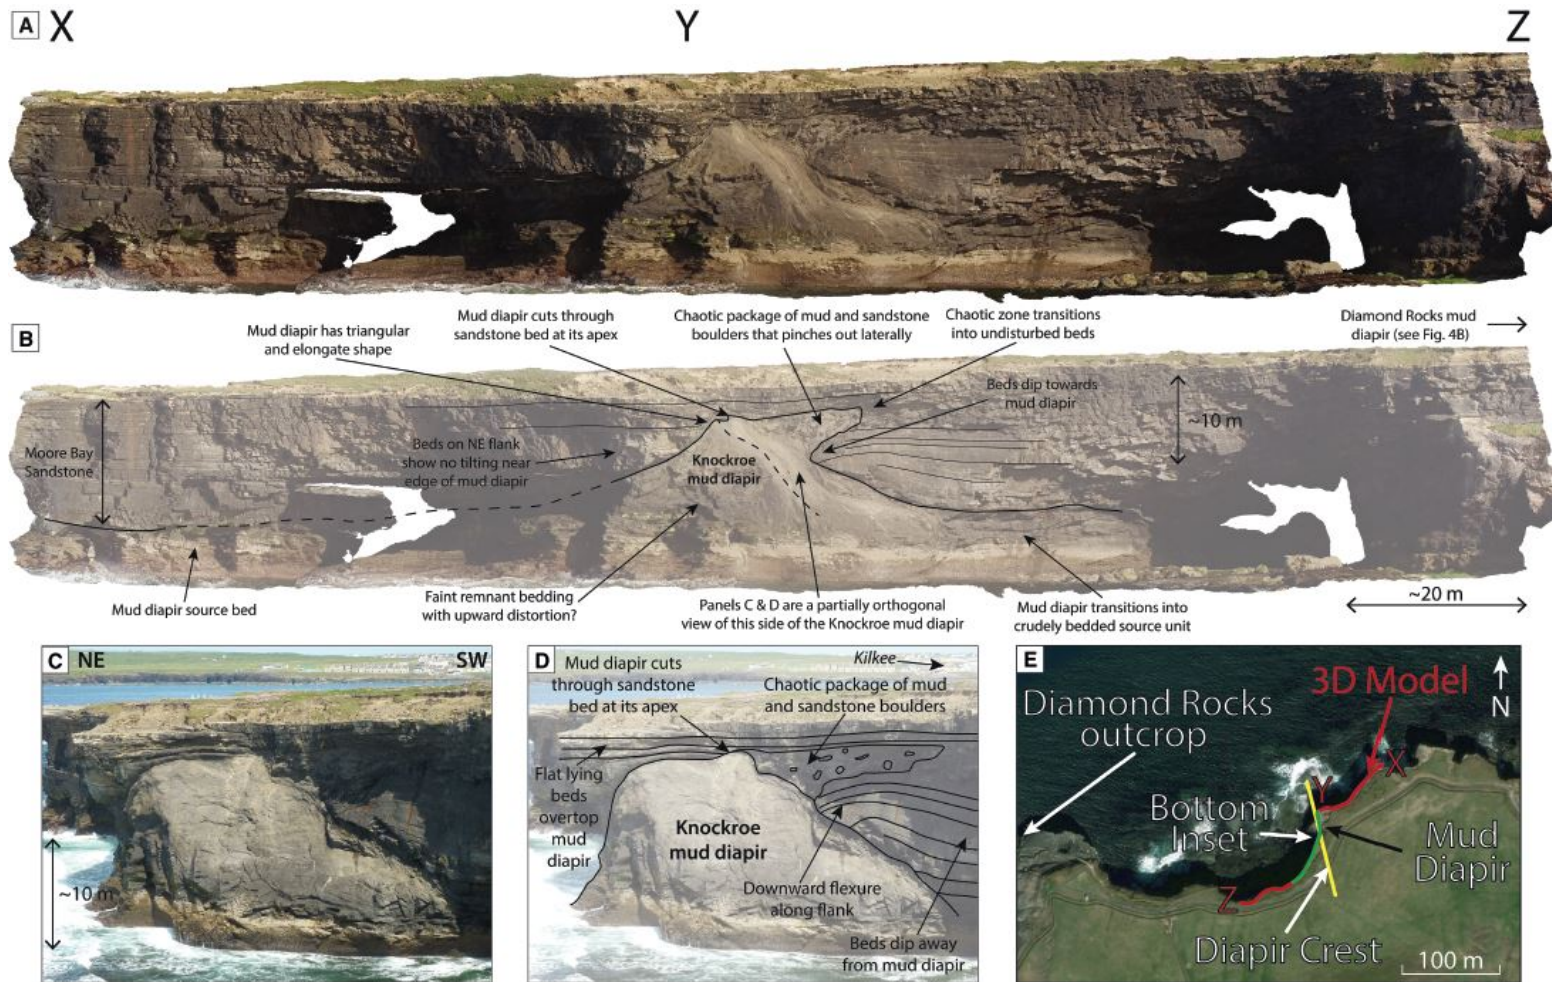 A X Y Z
Mud diapir has triangular
and elongate shape
Mud diapir cuts through
sandstone bed at its apex
Chaotic package of mud and sandstone
boulders that pinches out laterally
Chaotic zone transitions
into undisturbed beds
Diamond Rocks mud
diapir (see Fig. 4B)
B
Moore Bay
Sandstone
Beds on NE flank
show no tilting near
edge of mud diapir
Knockroe
mud diapir
Beds dip towards
mud diapir
~10 m
Mud diapir source bed
Faint remnant bedding
with upward distortion?
Panels C & D are a partially orthogonal
view of this side of the Knockroe mud diapir
Mud diapir transitions into
crudely bedded source unit
~20 m
C NE SW
~10 m
D
Mud diapir cuts
through sandstone
bed at its apex
Kilkee
Chaotic package of mud
and sandstone boulders
Flat lying
beds
overtop
mud
diapir
Knockroe
mud diapir
Downward flexure
along flank
Beds dip away
from mud diapir
E
3D Model
N
Diamond Rocks
outcrop
X
Y
Bottom
Inset
Mud
Diapir
Z
Diapir Crest
100 m